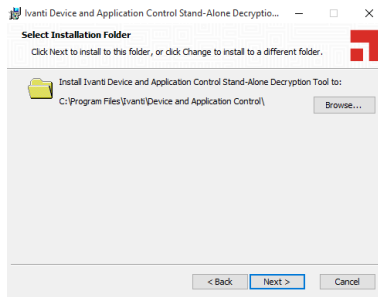 Ivanti Device and Application Control Stand-Alone Decryptio...
Select Installation Folder
Click Next to install to this folder, or click Change to install to a different folder.
Install Ivanti Device and Application Control Stand-Alone Decryption Tool to:
C:\Program Files\Ivanti\Device and Application Control\
Browse...
< Back
Next >
Cancel